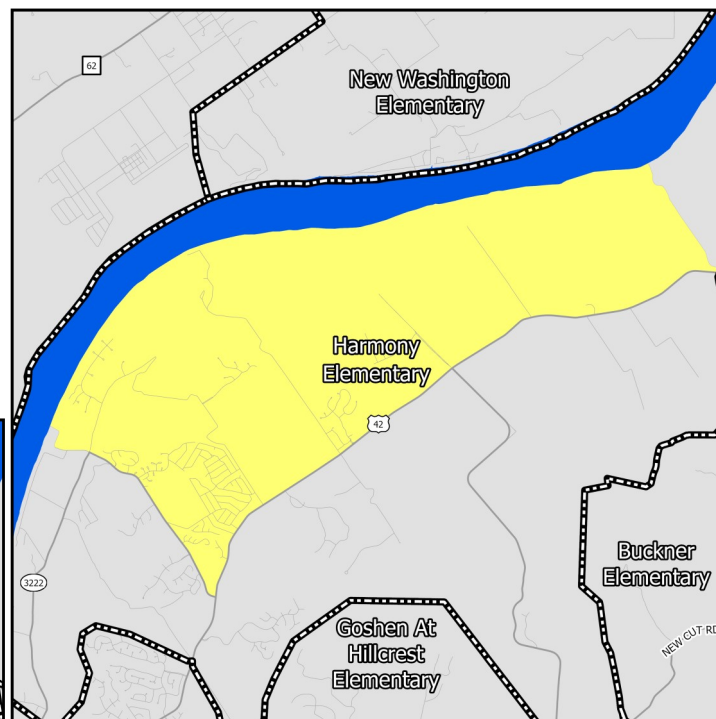 62
New Washington
Elementary
Harmony
Elementary
42
Buckner
Elementary
3222
Goshen At
Hillcrest
Elementary
NEW CUT RD